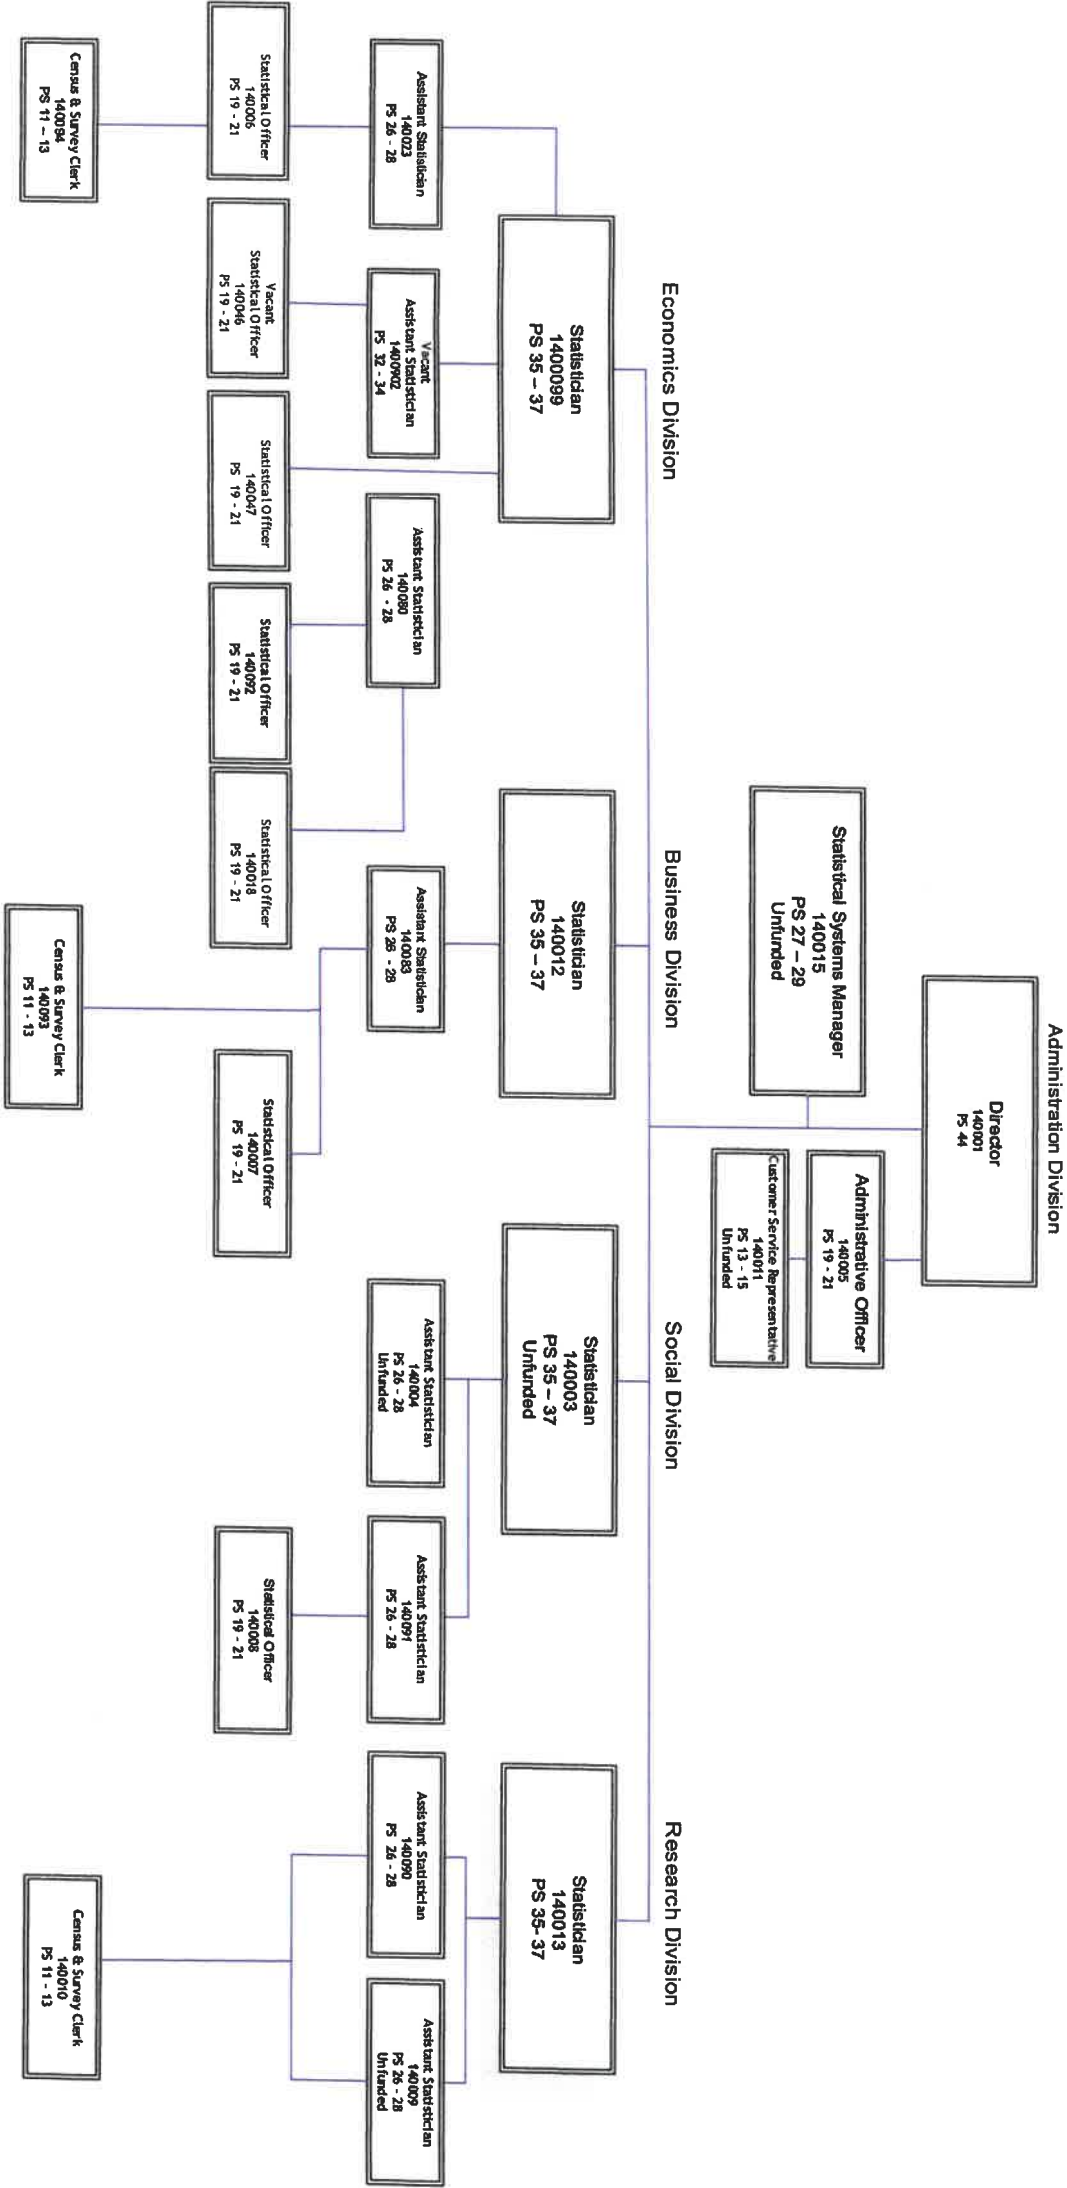 Administration Division
Director
140001
PS 44
Administrative Officer
140005
PS 19 - 21
Customer Service Representative
140011
PS 13 - 15
Unfunded
Statistical Systems Manager
140015
PS 27 – 29
Unfunded
Economics Division
Statistician
1400099
PS 35 – 37
Assistant Statistician
140023
PS 26 - 28
Statistical Officer
140006
PS 19 - 21
Census & Survey Clerk
140094
PS 11 – 13
Vacant
Assistant Statistician
1400902
PS 32 - 34
Vacant
Statistical Officer
140046
PS 19 - 21
Statistical Officer
140047
PS 19 - 21
Assistant Statistician
140080
PS 26 - 28
Statistical Officer
140092
PS 19 - 21
Statistical Officer
140018
PS 19 - 21
Business Division
Statistician
140012
PS 35 – 37
Assistant Statistician
140083
PS 26 - 28
Census & Survey Clerk
140093
PS 11 - 13
Statistical Officer
140007
PS 19 - 21
Social Division
Statistician
140003
PS 35 – 37
Unfunded
Assistant Statistician
140004
PS 26 - 28
Unfunded
Assistant Statistician
140091
PS 26 - 28
Statistical Officer
140008
PS 19 - 21
Research Division
Statistician
140013
PS 35- 37
Assistant Statistician
140090
PS 26 - 28
Assistant Statistician
140009
PS 26 - 28
Unfunded
Census & Survey Clerk
140010
PS 11 - 13